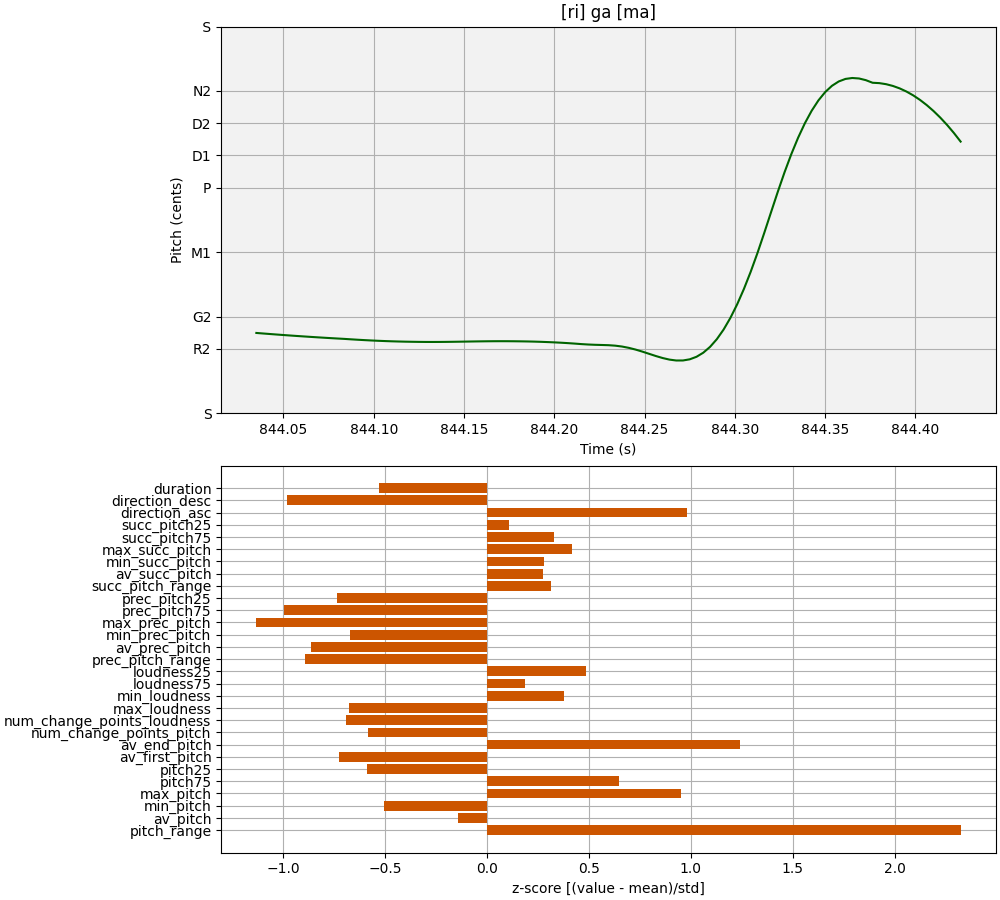 [ri] ga [ma]
S
N2
D2
D1
P
M1
G2
R2
S
Pitch (cents)
844.05 844.10 844.15 844.20 844.25 844.30 844.35 844.40
Time (s)
duration
direction_desc
direction_asc
succ_pitch25
succ_pitch75
max_succ_pitch
min_succ_pitch
av_succ_pitch
succ_pitch_range
prec_pitch25
prec_pitch75
max_prec_pitch
min_prec_pitch
av_prec_pitch
prec_pitch_range
loudness25
loudness75
min_loudness
max_loudness
num_change_points_loudness
num_change_points_pitch
av_end_pitch
av_first_pitch
pitch25
pitch75
max_pitch
min_pitch
av_pitch
pitch_range
−1.0 −0.5 0.0 0.5 1.0 1.5 2.0
z-score [(value - mean)/std]